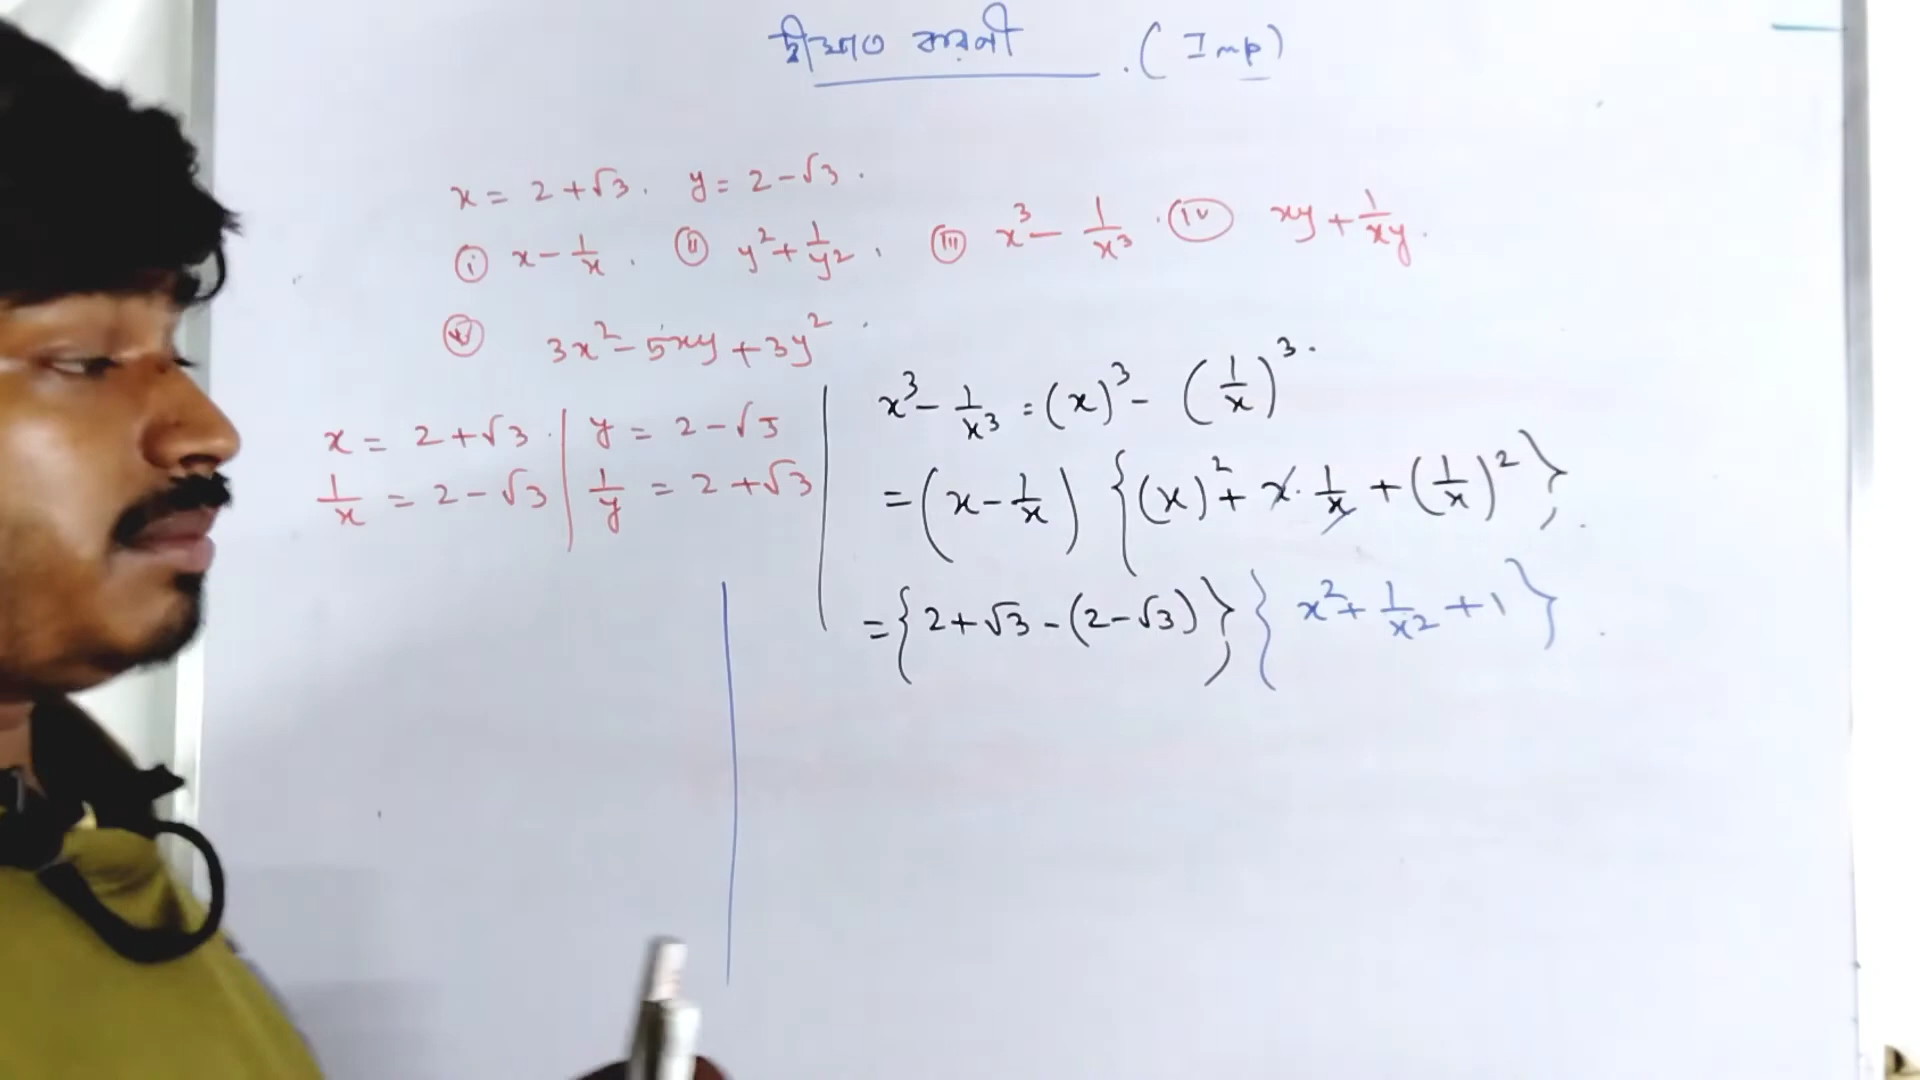 দ্বীঘাত করণী . (Imp)
x = 2 + √3 . y = 2 - √3 .
(i) x - 1/x . (ii) y² + 1/y² . (iii) x³ - 1/x³ . (iv) xy + 1/xy .
(v) 3x² - 5xy + 3y² .
x = 2 + √3 . | y = 2 - √3
1/x = 2 - √3 | 1/y = 2 + √3
x³ - 1/x³ = (x)³ - (1/x)³ .
= (x - 1/x) {(x)² + x . 1/x + (1/x)²} .
= {2 + √3 - (2 - √3)} {x² + 1/x² + 1} .